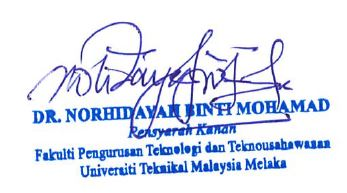 DR. NORHIDAYAH BINTI MOHAMAD
Pensyarah Kanan
Fakulti Pengurusan Teknologi dan Teknousahawanan
Universiti Teknikal Malaysia Melaka